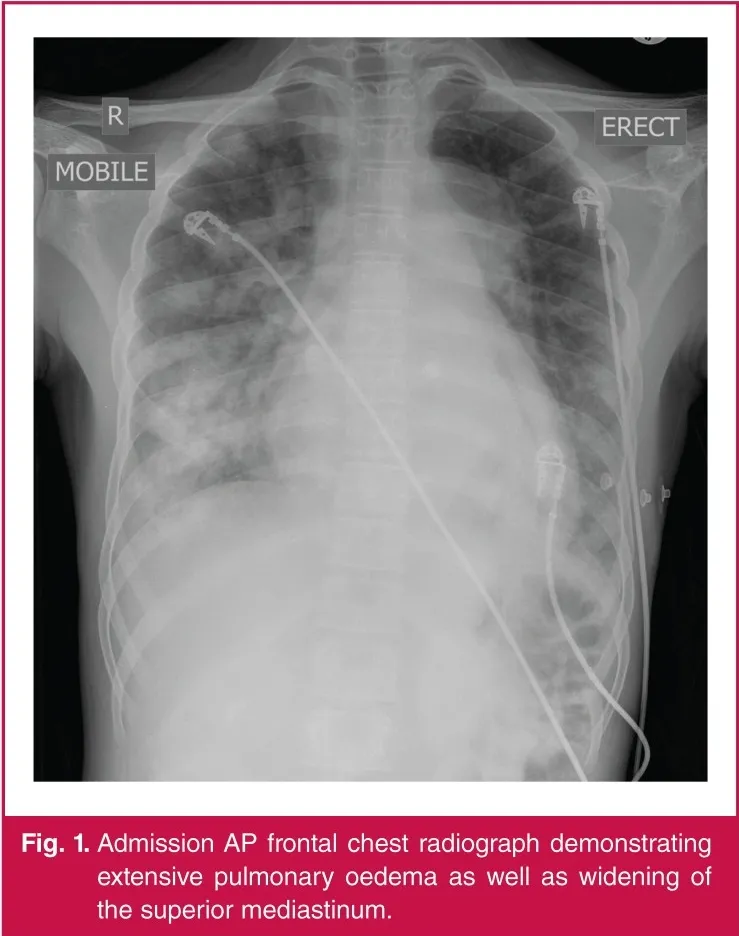 R
ERECT
MOBILE
Fig. 1. Admission AP frontal chest radiograph demonstrating
extensive pulmonary oedema as well as widening of
the superior mediastinum.